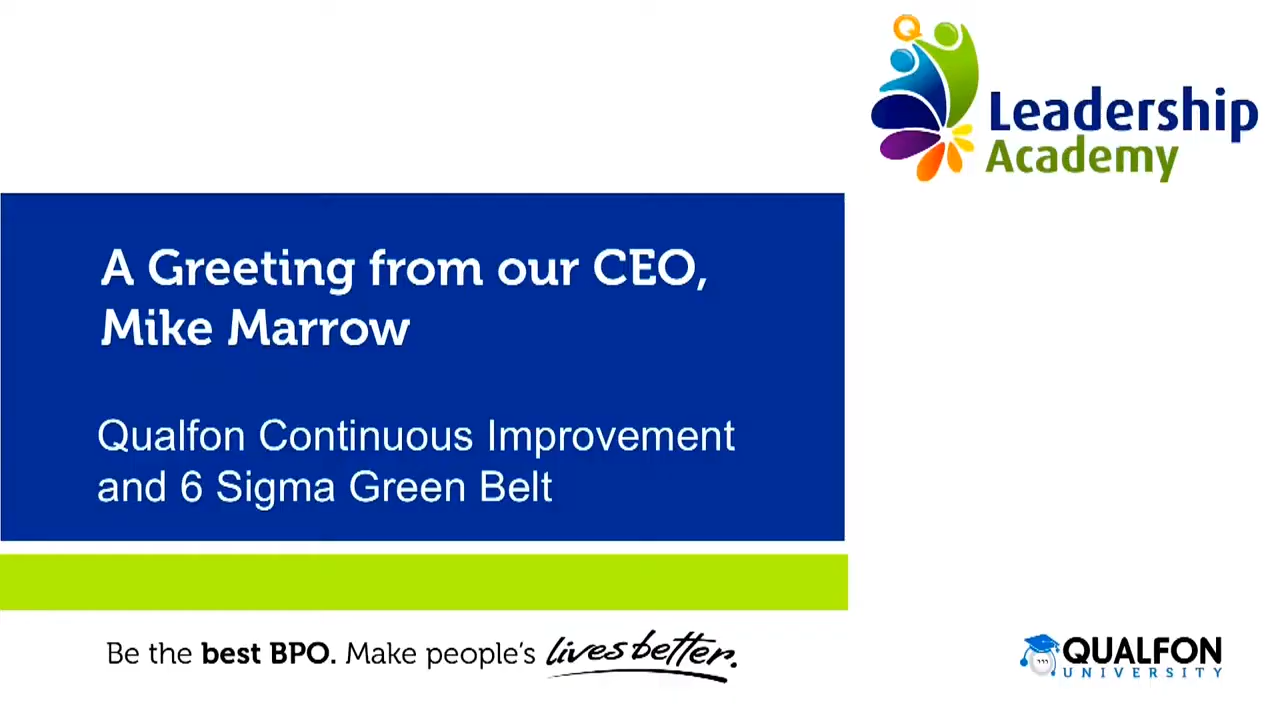 Leadership
Academy
A Greeting from our CEO,
Mike Marrow
Qualfon Continuous Improvement
and 6 Sigma Green Belt
Be the best BPO. Make people's lives better.
QUALFON
UNIVERSITY